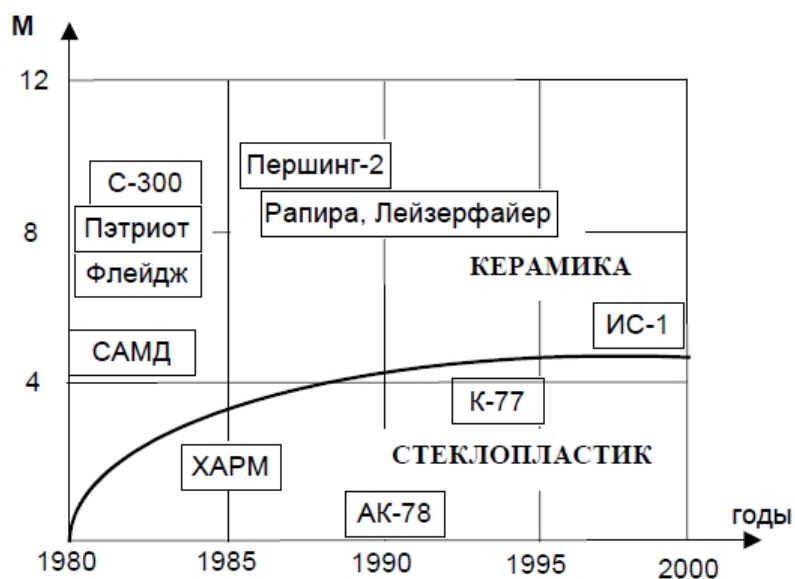 М
12
Першинг-2
С-300
Рапира, Лейзерфайер
Пэтриот
8
Флейдж
КЕРАМИКА
ИС-1
САМД
4
К-77
СТЕКЛОПЛАСТИК
ХАРМ
АК-78
годы
1980
1985
1990
1995
2000